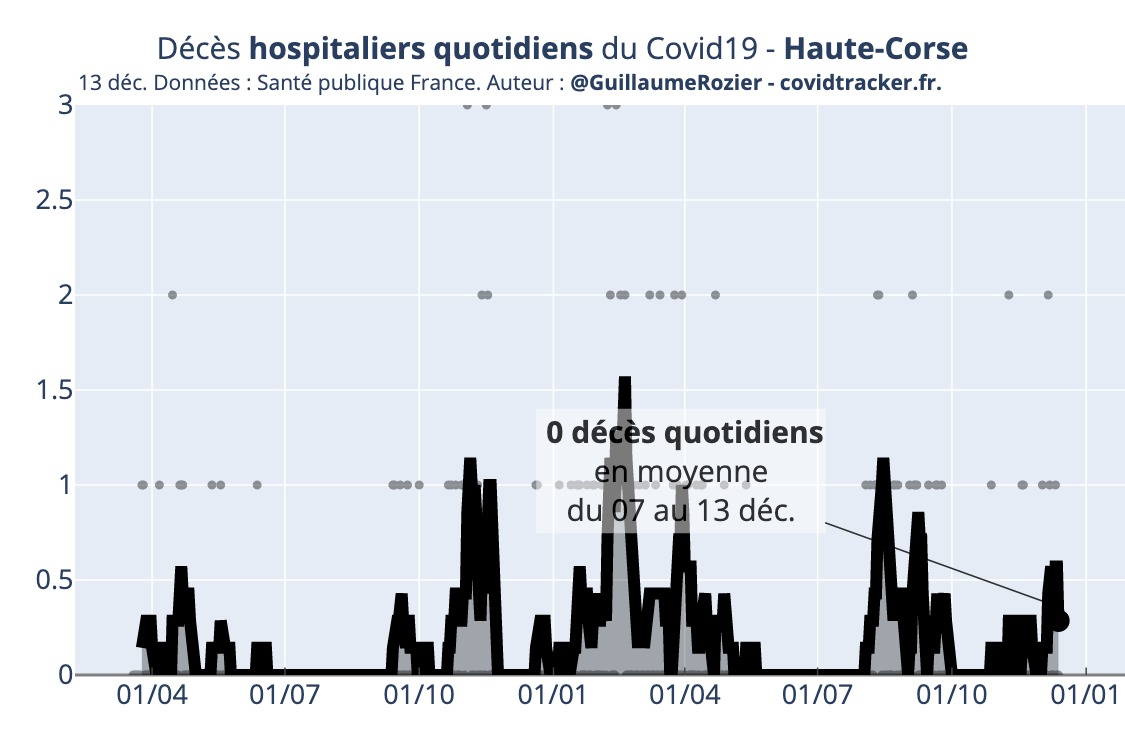 Décès hospitaliers quotidiens du Covid19 - Haute-Corse
13 déc. Données : Santé publique France. Auteur : @GuillaumeRozier - covidtracker.fr.
3
2.5
2
1.5
0 décès quotidiens
en moyenne
du 07 au 13 déc.
1
0.5
0
01/04 01/07 01/10 01/01 01/04 01/07 01/10 01/01